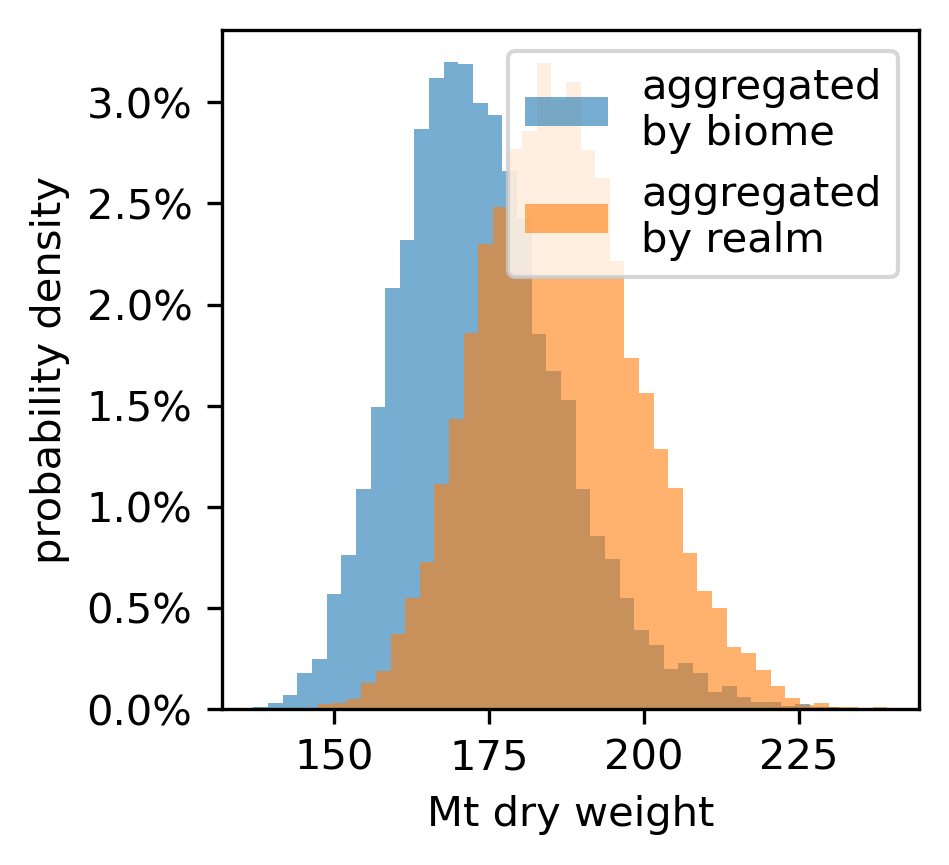 aggregated
by biome
aggregated
by realm
probability density
3.0%
2.5%
2.0%
1.5%
1.0%
0.5%
0.0%
150 175 200 225
Mt dry weight